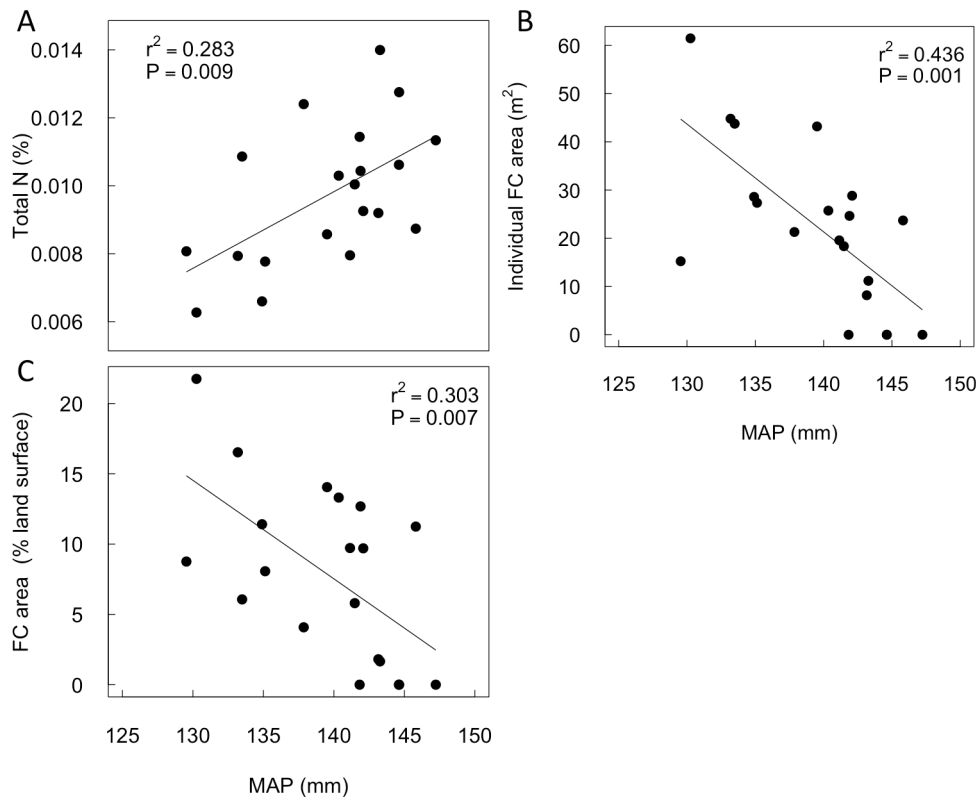 A
r² = 0.283
P = 0.009
Total N (%)
0.014
0.012
0.010
0.008
0.006
B
r² = 0.436
P = 0.001
Individual FC area (m²)
60
50
40
30
20
10
0
125 130 135 140 145 150
MAP (mm)
C
r² = 0.303
P = 0.007
FC area (% land surface)
20
15
10
5
0
125 130 135 140 145 150
MAP (mm)